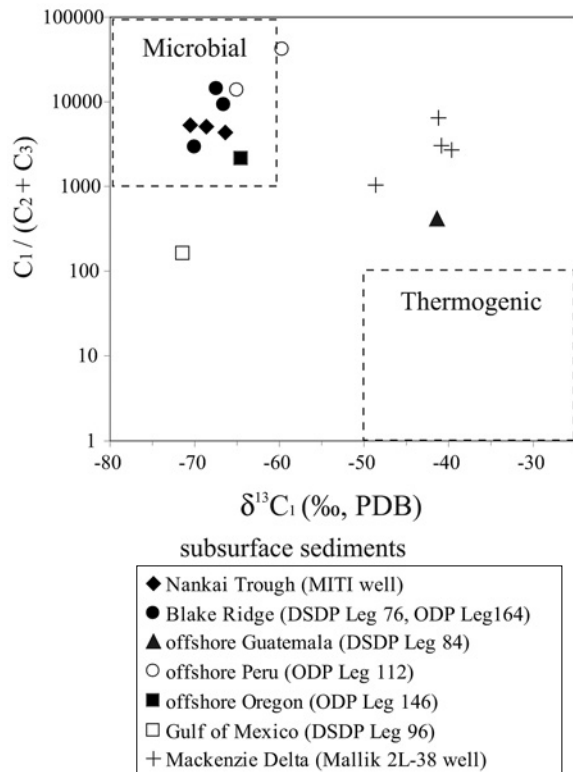 100000
Microbial
10000
1000
C₁ / (C₂ + C₃)
100
Thermogenic
10
1
-80 -70 -60 -50 -40 -30
δ¹³C₁ (‰, PDB)
subsurface sediments
◆ Nankai Trough (MITI well)
● Blake Ridge (DSDP Leg 76, ODP Leg164)
▲ offshore Guatemala (DSDP Leg 84)
○ offshore Peru (ODP Leg 112)
■ offshore Oregon (ODP Leg 146)
□ Gulf of Mexico (DSDP Leg 96)
+ Mackenzie Delta (Mallik 2L-38 well)